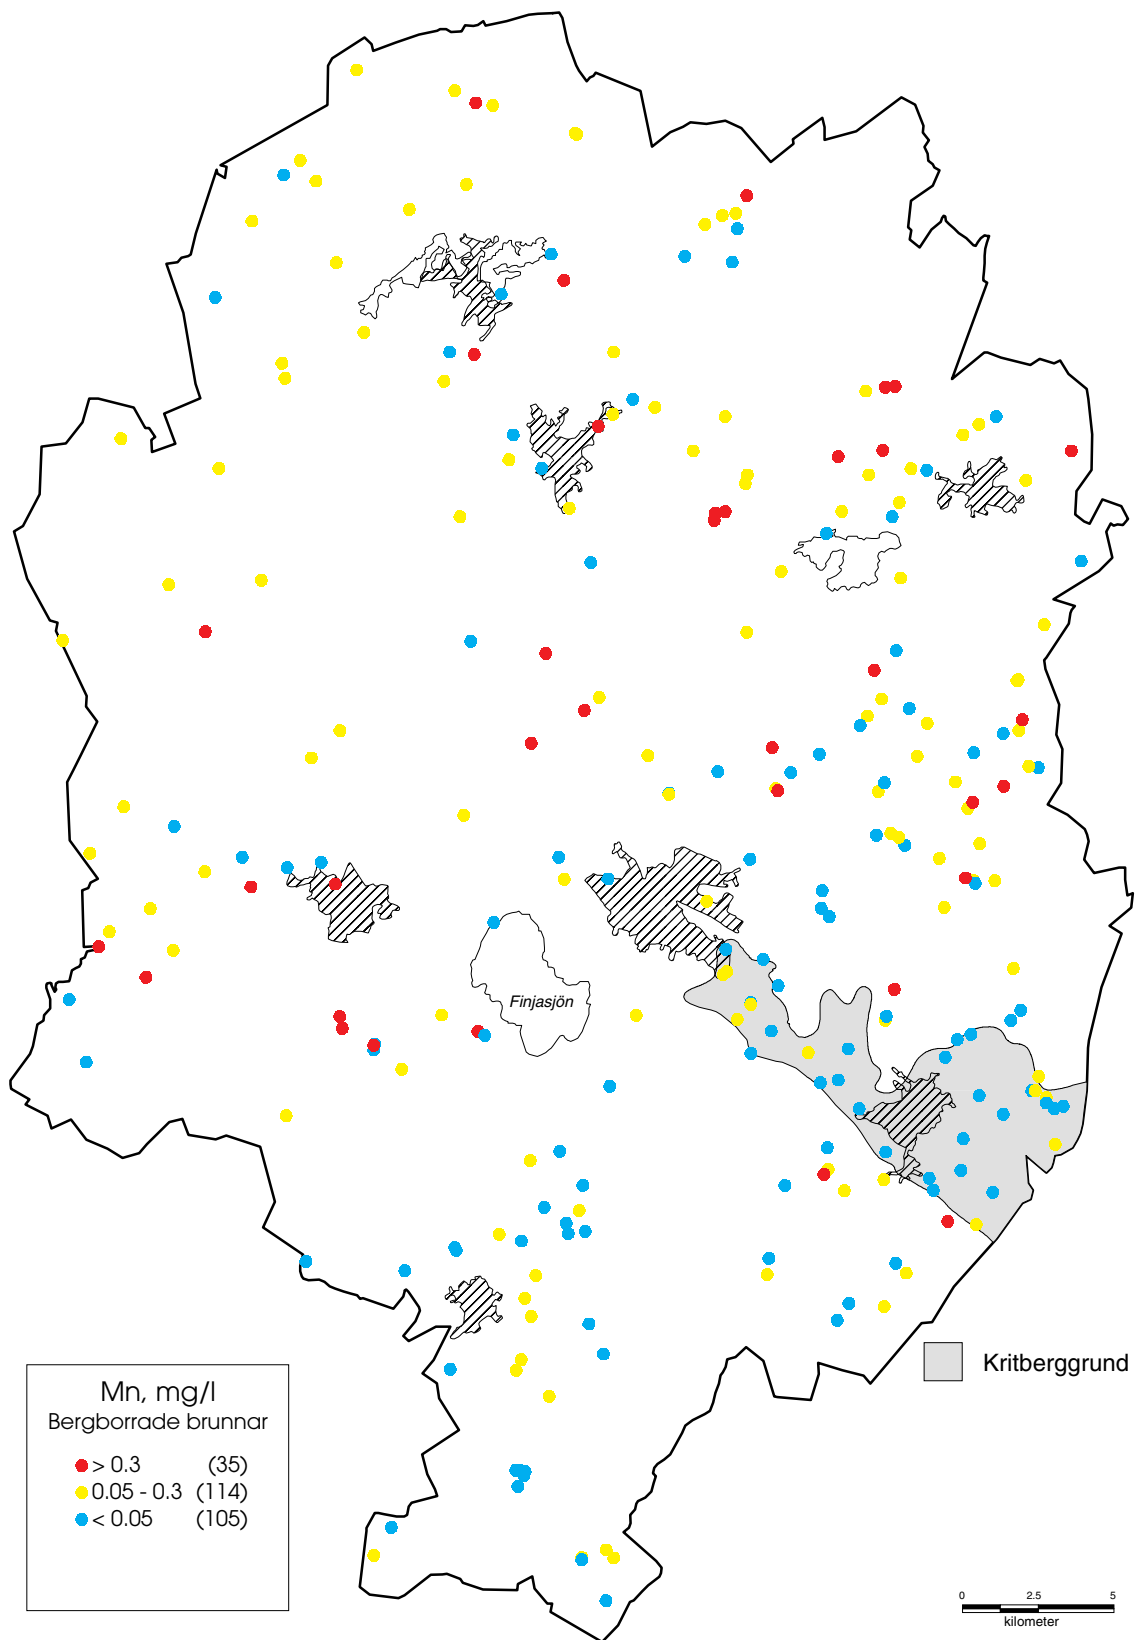 Finjasjön
Kritberggrund
Mn, mg/l
Bergborrade brunnar
> 0.3 (35)
0.05 - 0.3 (114)
< 0.05 (105)
0 2.5 5
kilometer